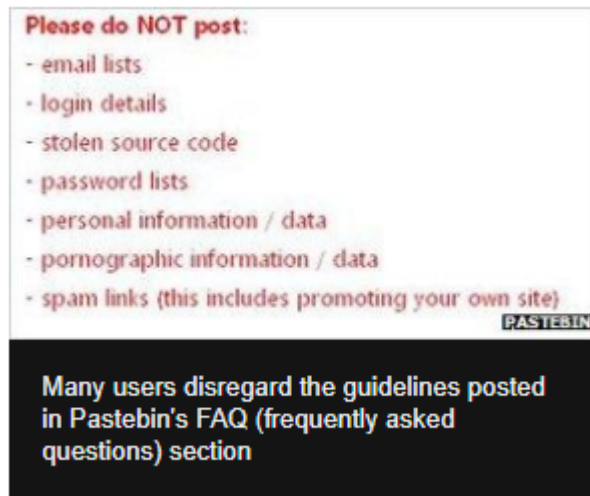 Please do NOT post:
- email lists
- login details
- stolen source code
- password lists
- personal information / data
- pornographic information / data
- spam links (this includes promoting your own site)
PASTEBIN
Many users disregard the guidelines posted
in Pastebin's FAQ (frequently asked
questions) section